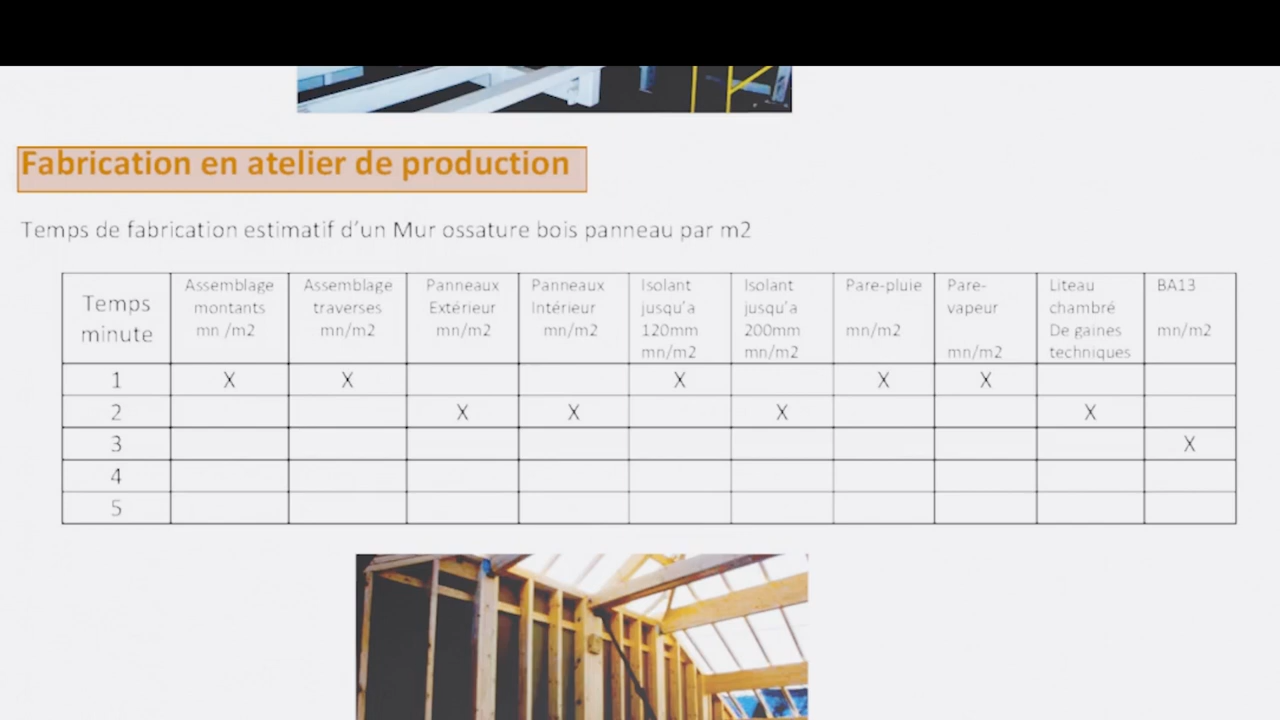 Fabrication en atelier de production
Temps de fabrication estimatif d'un Mur ossature bois panneau par m2
Temps minute | Assemblage montants mn /m2 | Assemblage traverses mn/m2 | Panneaux Extérieur mn/m2 | Panneaux Intérieur mn/m2 | Isolant jusqu'a 120mm mn/m2 | Isolant jusqu'a 200mm mn/m2 | Pare-pluie mn/m2 | Pare-vapeur mn/m2 | Liteau chambré De gaines techniques | BA13 mn/m2
1 X X X X X
2 X X X X
3 X
4
5